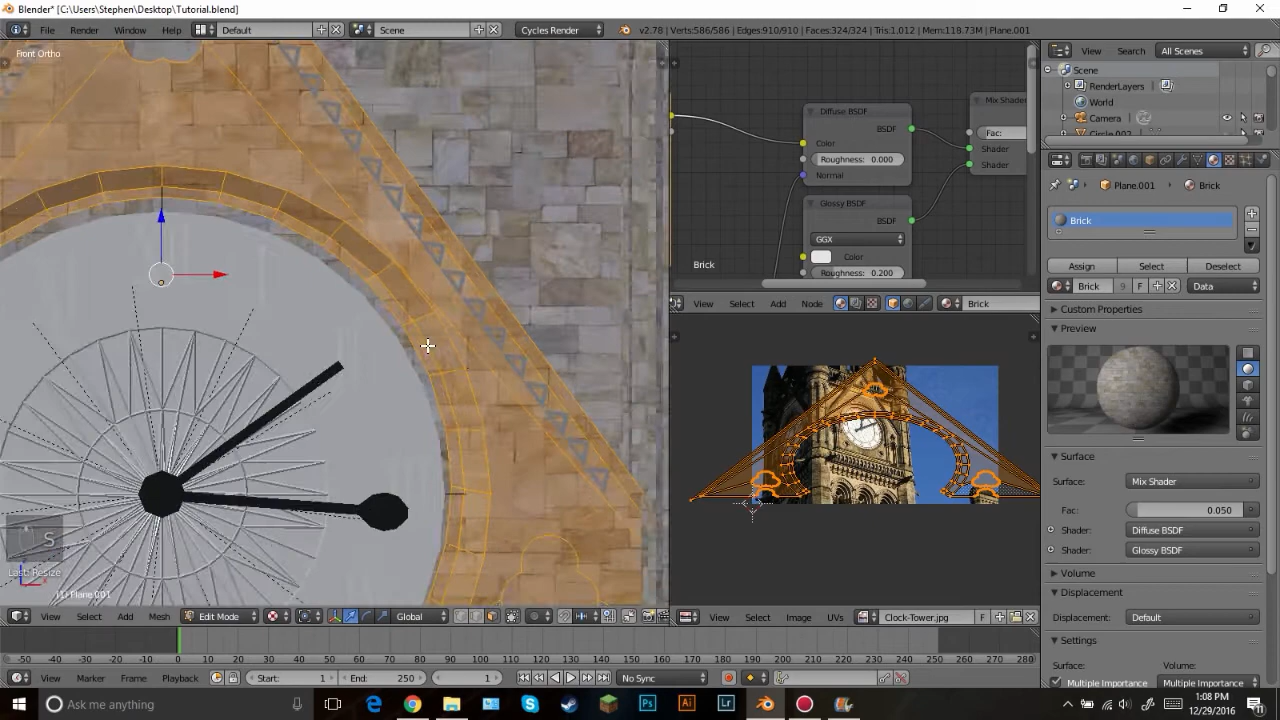 Blender* [C:\Users\Stephen\Desktop\Tutorial.blend]
File Render Window Help Default Scene Cycles Render v2.78 | Verts:586/586 | Edges:910/910 | Faces:324/324 | Tris:1,012 | Mem:118.73M | Plane.001
View Search All Scenes
Front Ortho
Scene
RenderLayers
World
Camera
Circle.002
Diffuse BSDF
BSDF
Color
Roughness: 0.000
Normal
Mix Shader
Fac:
Shader
Shader
Glossy BSDF
BSDF
GGX
Color
Roughness: 0.200
Brick
View Select Add Node Brick
Plane.001 Brick
Brick
Assign Select Deselect
Brick 9 F Data
Custom Properties
Preview
Surface
Surface: Mix Shader
Fac: 0.050
Shader: Diffuse BSDF
Shader: Glossy BSDF
Volume
Displacement
Displacement: Default
Settings
Surface: Volume:
Multiple Importance Multiple Importance
S
Last: Resize
(1) Plane.001
View Select Add Mesh Edit Mode Global
View Select Image UVs Clock-Tower.jpg F
-50 -40 -30 -20 -10 0 10 20 30 40 50 60 70 80 90 100 110 120 130 140 150 160 170 180 190 200 210 220 230 240 250 260 270 280
View Marker Frame Playback Start: 1 End: 250 1 No Sync
Ask me anything
Ps Ai Lr
1:08 PM
12/29/2016